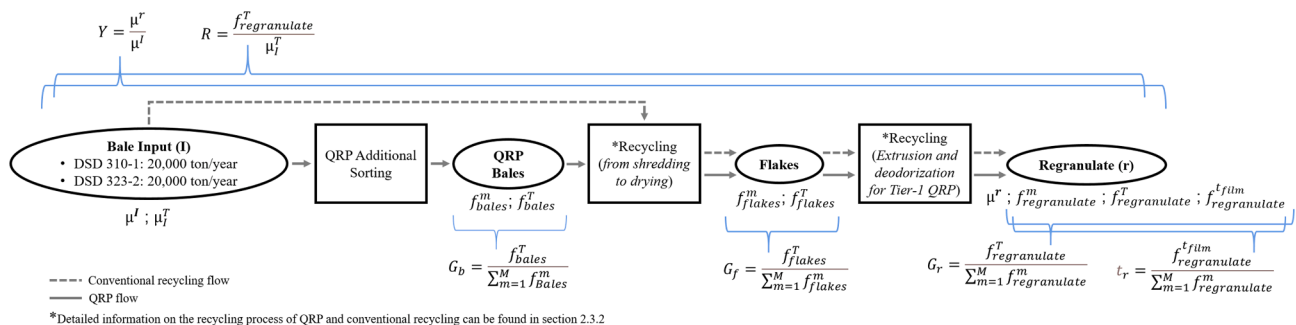 Y = μ^r / μ^I
R = f^T_regranulate / μ^T_I
Bale Input (I)
• DSD 310-1: 20,000 ton/year
• DSD 323-2: 20,000 ton/year
μ^I ; μ^T_I
QRP Additional
Sorting
QRP
Bales
f^m_bales; f^T_bales
G_b = f^T_bales / ∑^M_m=1 f^m_Bales
*Recycling
(from shredding
to drying)
Flakes
f^m_flakes; f^T_flakes
G_f = f^T_flakes / ∑^M_m=1 f^m_flakes
*Recycling
(Extrusion and
deodorization
for Tier-1 QRP)
Regranulate (r)
μ^r ; f^m_regranulate ; f^T_regranulate ; f^t_film_regranulate
G_r = f^T_regranulate / ∑^M_m=1 f^m_regranulate
t_r = f^t_film_regranulate / ∑^M_m=1 f^m_regranulate
Conventional recycling flow
QRP flow
*Detailed information on the recycling process of QRP and conventional recycling can be found in section 2.3.2